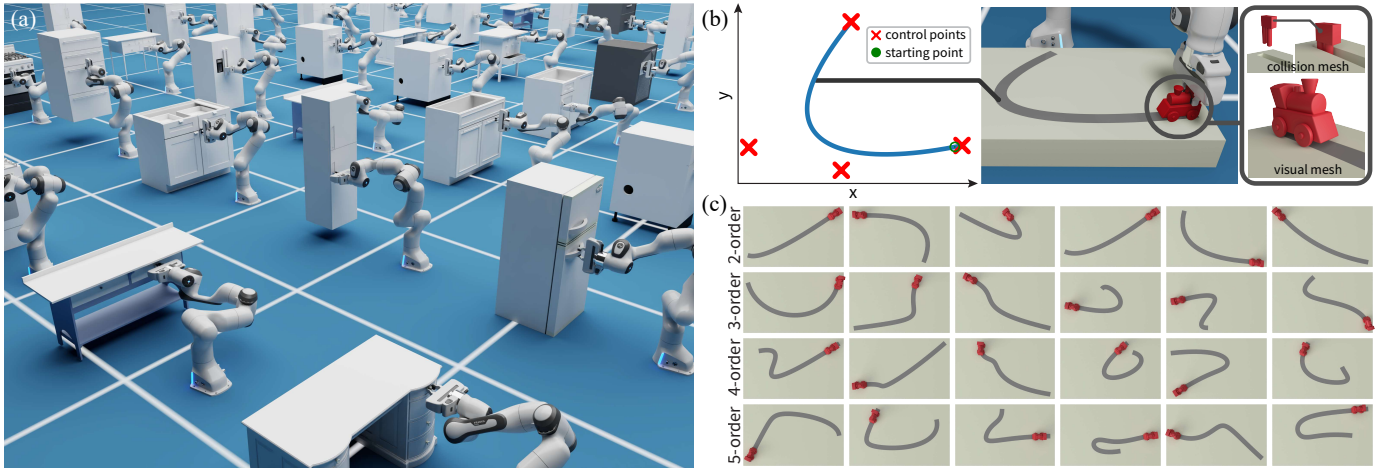 (a)
(b)
control points
starting point
y
x
collision mesh
visual mesh
(c)
2-order
3-order
4-order
5-order